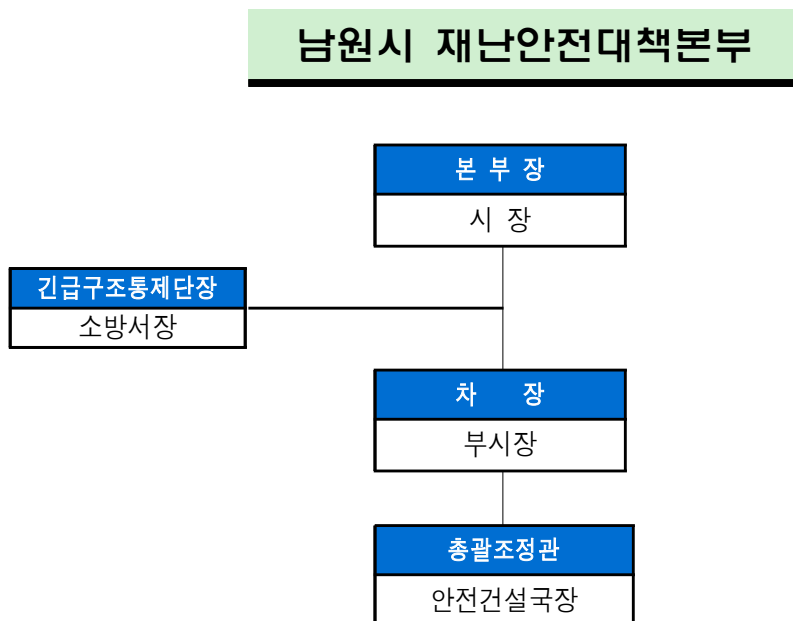 남원시 재난안전대책본부
본 부 장
시 장
긴급구조통제단장
소방서장
차 장
부시장
총괄조정관
안전건설국장